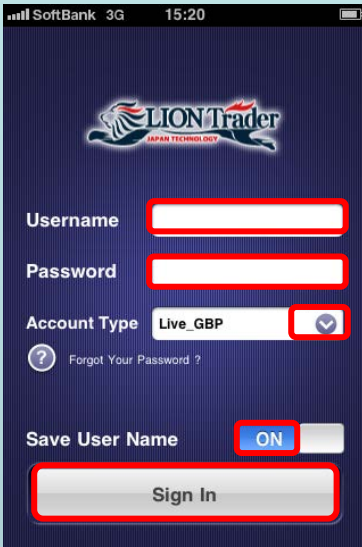 SoftBank 3G 15:20
LION Trader
JAPAN TECHNOLOGY
Username
Password
Account Type Live_GBP
? Forgot Your Password ?
Save User Name ON
Sign In